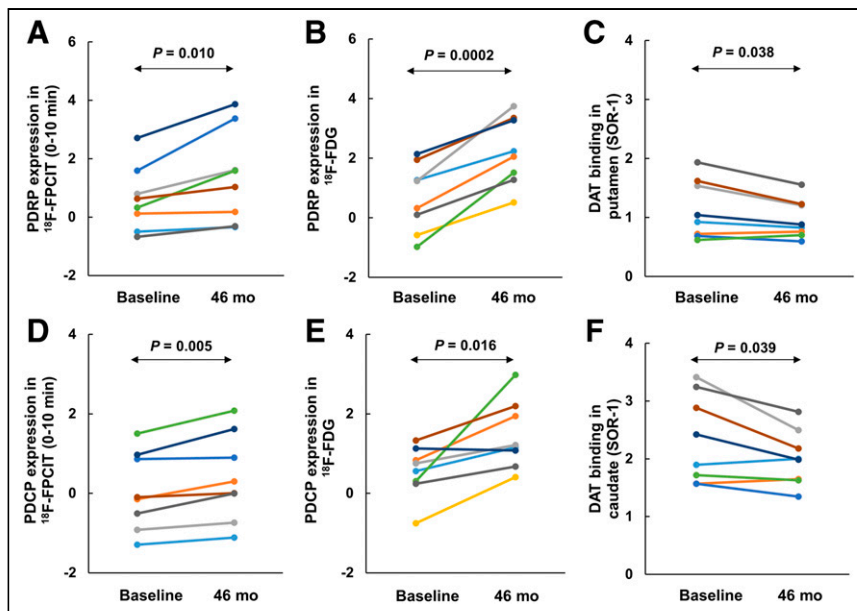 A
PDRP expression in
18F-FPCIT (0-10 min)
6
4
2
0
-2
P = 0.010
Baseline 46 mo
B
PDRP expression in
18F-FDG
6
4
2
0
-2
P = 0.0002
Baseline 46 mo
C
DAT binding in
putamen (SOR-1)
4
3
2
1
0
P = 0.038
Baseline 46 mo
D
PDCP expression in
18F-FPCIT (0-10 min)
4
2
0
-2
P = 0.005
Baseline 46 mo
E
PDCP expression in
18F-FDG
4
2
0
-2
P = 0.016
Baseline 46 mo
F
DAT binding in
caudate (SOR-1)
4
3
2
1
0
P = 0.039
Baseline 46 mo